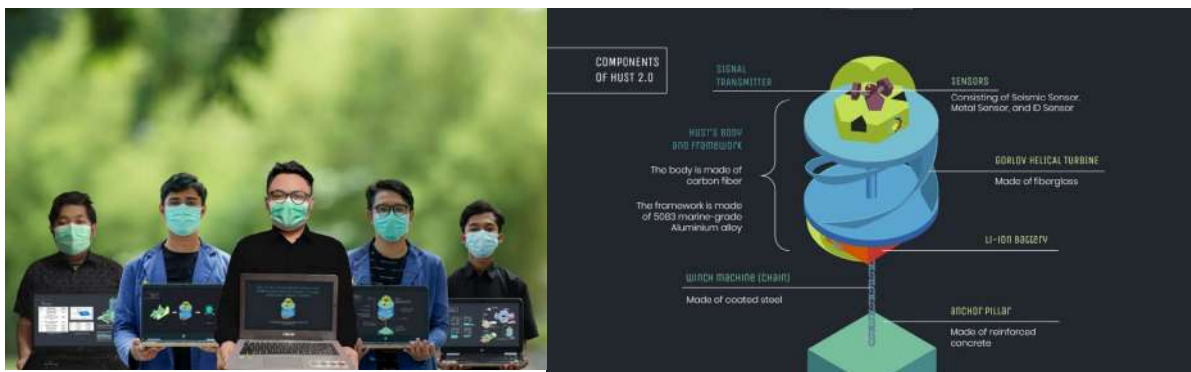 COMPONENTS
OF HUST 2.0
SIGNAL
TRANSMITTER
SENSORS
Consisting of Seismic Sensor,
Metal Sensor, and ID Sensor
HUST'S BODY
AND FRAMEWORK
The body is made of
carbon fiber
The framework is made
of 5083 marine-grade
Aluminium alloy
GORLOV HELICAL TURBINE
Made of fiberglass
LI-ION BATTERY
WINCH MACHINE (CHAIN)
Made of coated steel
ANCHOR PILLAR
Made of reinforced
concrete